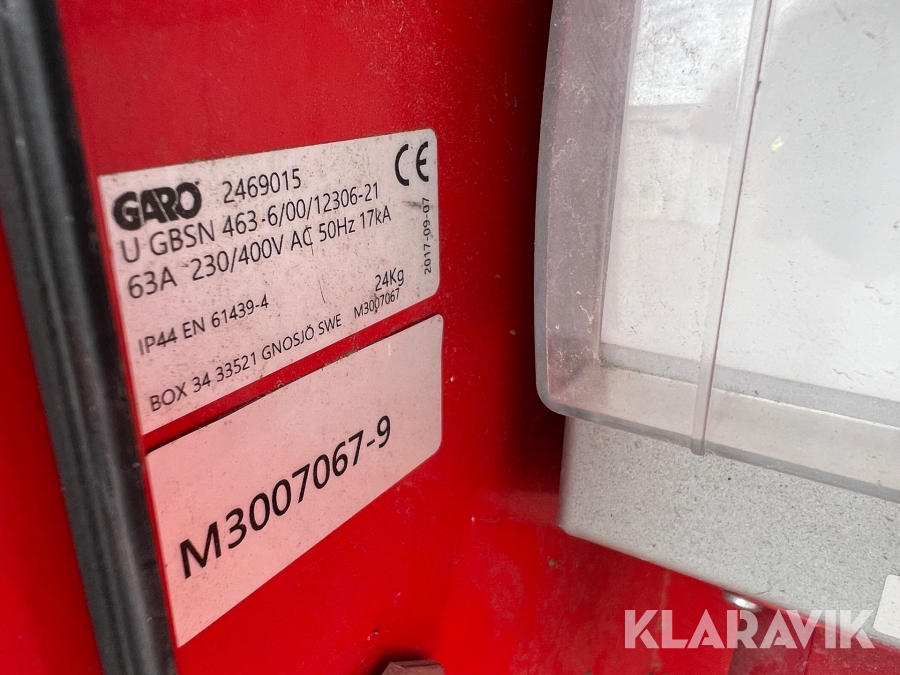 GARO 2469015 CE
U GBSN 463-6/00/12306-21
63A 230/400V AC 50Hz 17kA
2017-09-07
IP44 EN 61439-4 24Kg
BOX 34 33521 GNOSJÖ SWE M3007067
M3007067-9
KLARAVIK